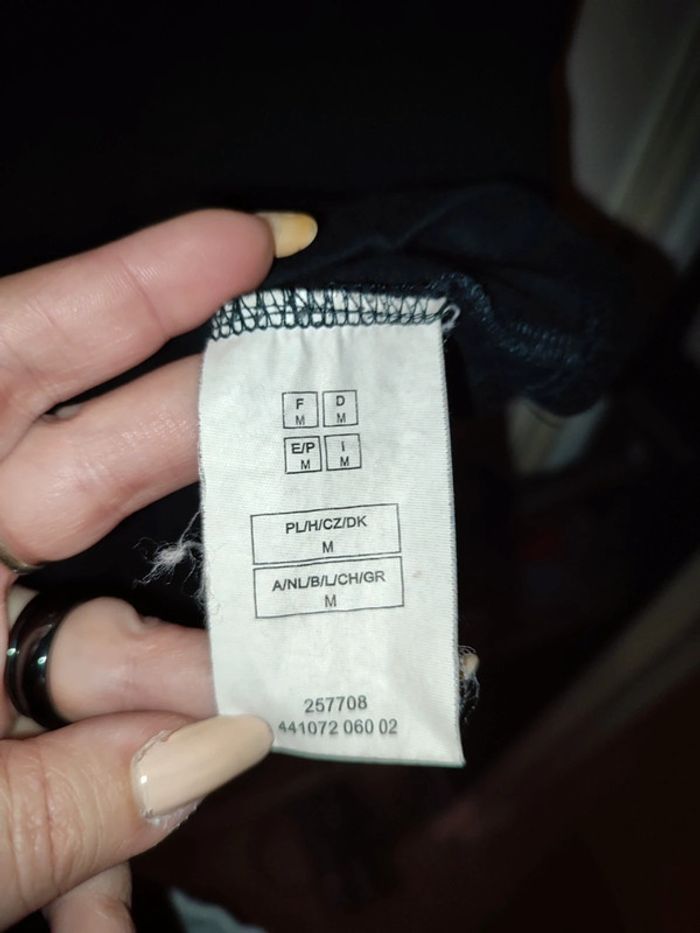 F D
M M
E/P I
M M
PL/H/CZ/DK
M
A/NL/B/L/CH/GR
M
257708
441072 060 02